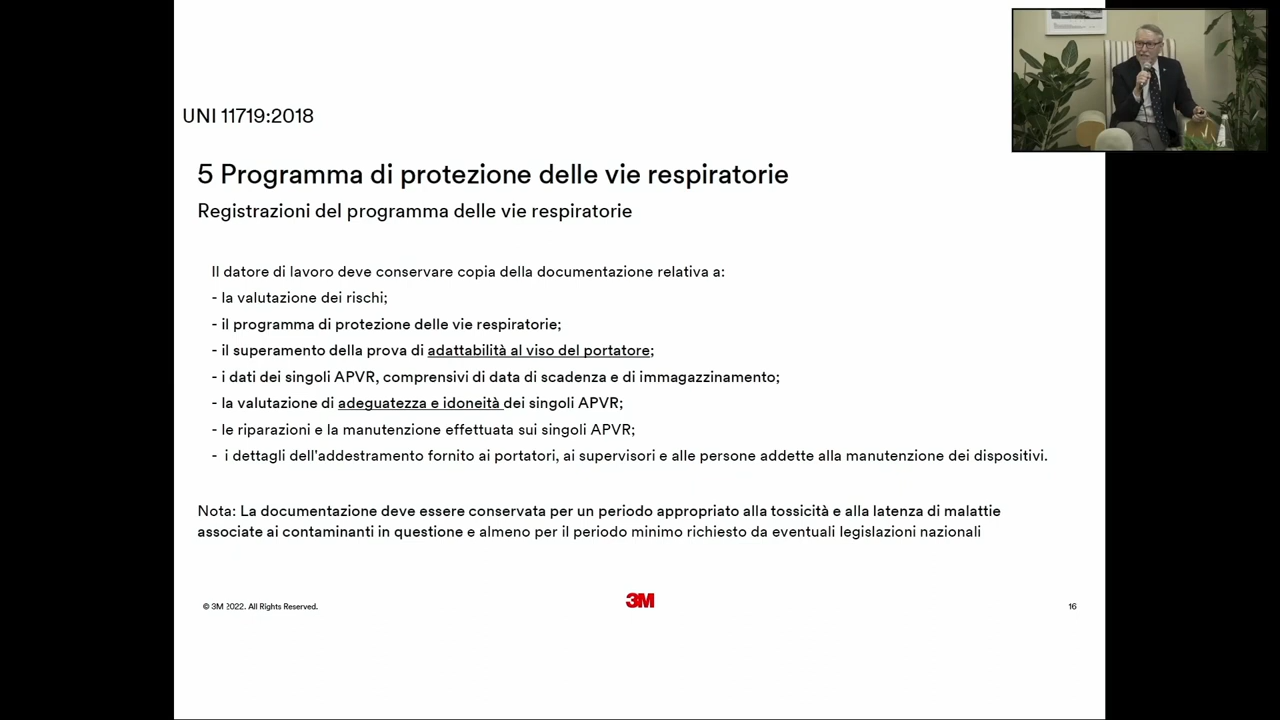 UNI 11719:2018
5 Programma di protezione delle vie respiratorie
Registrazioni del programma delle vie respiratorie
Il datore di lavoro deve conservare copia della documentazione relativa a:
- la valutazione dei rischi;
- il programma di protezione delle vie respiratorie;
- il superamento della prova di adattabilità al viso del portatore;
- i dati dei singoli APVR, comprensivi di data di scadenza e di immagazzinamento;
- la valutazione di adeguatezza e idoneità dei singoli APVR;
- le riparazioni e la manutenzione effettuata sui singoli APVR;
- i dettagli dell'addestramento fornito ai portatori, ai supervisori e alle persone addette alla manutenzione dei dispositivi.
Nota: La documentazione deve essere conservata per un periodo appropriato alla tossicità e alla latenza di malattie
associate ai contaminanti in questione e almeno per il periodo minimo richiesto da eventuali legislazioni nazionali
© 3M 2022. All Rights Reserved.
3M
16